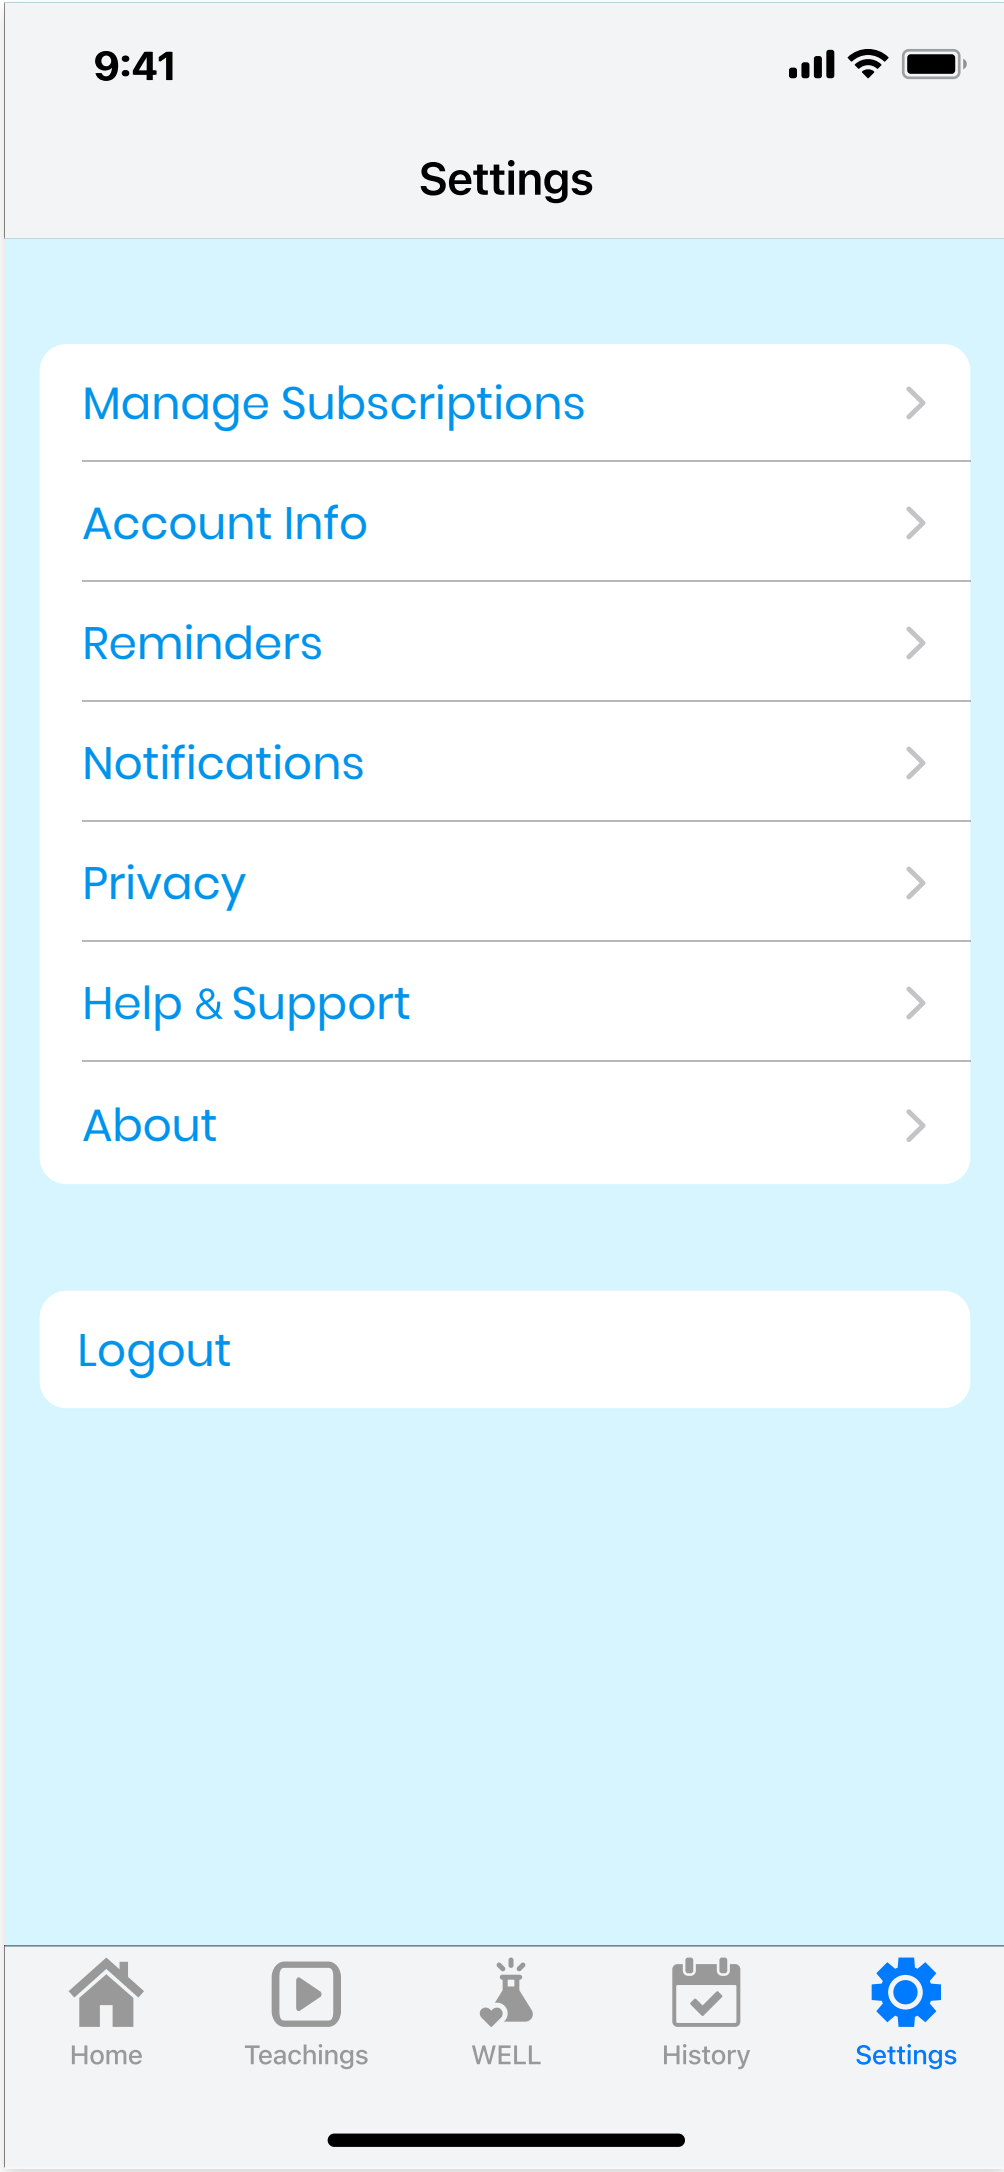 9:41
Settings
Manage Subscriptions
Account Info
Reminders
Notifications
Privacy
Help & Support
About
Logout
Home
Teachings
WELL
History
Settings